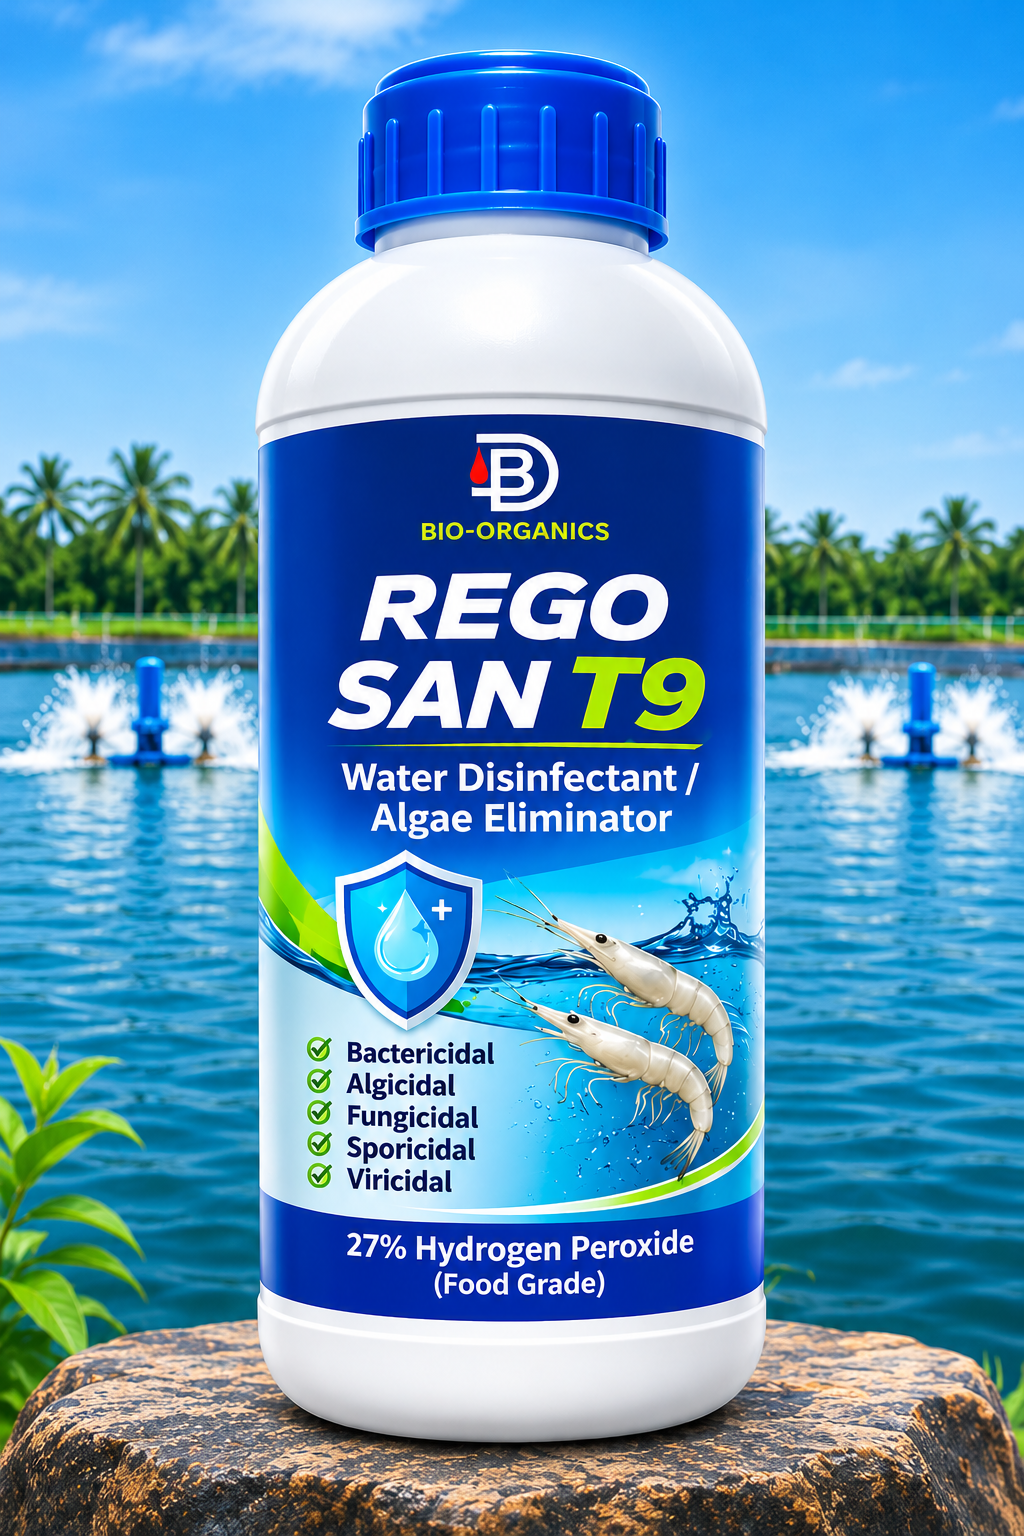 DB
BIO-ORGANICS
REGO
SAN T9
Water Disinfectant /
Algae Eliminator
Bactericidal
Algicidal
Fungicidal
Sporicidal
Viricidal
27% Hydrogen Peroxide
(Food Grade)